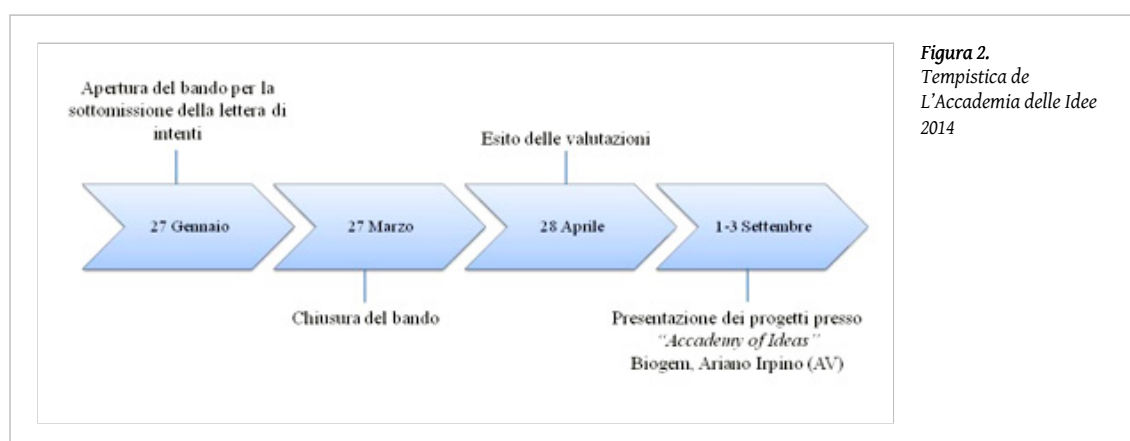 Apertura del bando per la
sottomissione della lettera di
intenti
Esito delle valutazioni
27 Gennaio
27 Marzo
28 Aprile
1-3 Settembre
Chiusura del bando
Presentazione dei progetti presso
“Accademy of Ideas”
Biogem, Ariano Irpino (AV)
Figura 2.
Tempistica de
L’Accademia delle Idee
2014